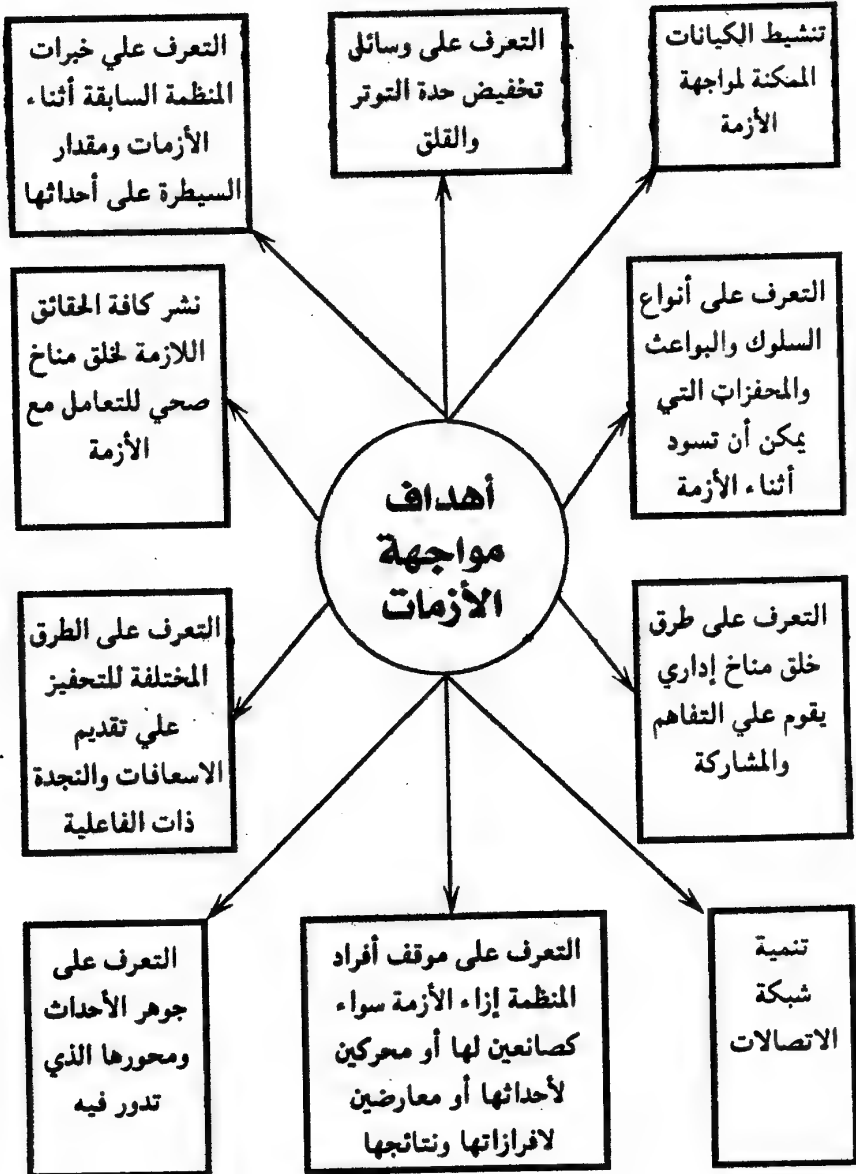 تنشيط الكيانات
الممكنة لمواجهة
الأزمة
التعرف على وسائل
تخفيض حدة التوتر
والقلق
التعرف علي خبرات
المنظمة السابقة أثناء
الأزمات ومقدار
السيطرة على أحداثها
التعرف على أنواع
السلوك والبواعث
والمحفزات التي
يمكن أن تسود
أثناء الأزمة
نشر كافة الحقائق
اللازمة لخلق مناخ
صحي للتعامل مع
الأزمة
أهداف
مواجهة
الأزمات
التعرف على طرق
خلق مناخ إداري
يقوم علي التفاهم
والمشاركة
التعرف على الطرق
المختلفة للتحفيز
علي تقديم
الاسعافات والنجدة
ذات الفاعلية
تنمية
شبكة
الاتصالات
التعرف على موقف أفراد
المنظمة إزاء الأزمة سواء
كصانعين لها أو محركين
لأحداثها أو معارضين
لافرازاتها ونتائجها
التعرف على
جوهر الأحداث
ومحورها الذي
تدور فيه